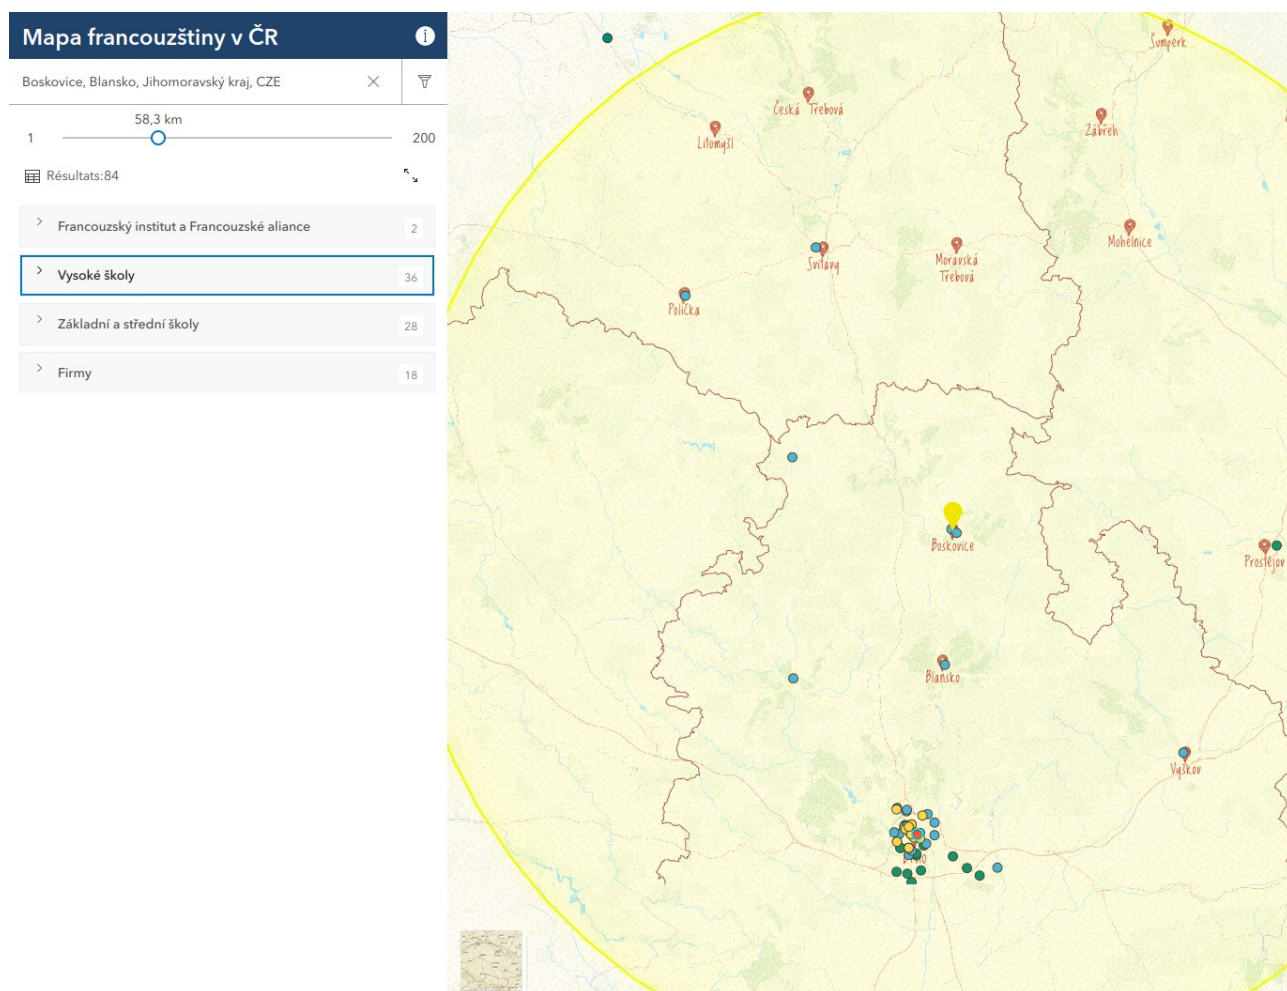 Mapa francouzštiny v ČR
Boskovice, Blansko, Jihomoravský kraj, CZE
58,3 km
1
200
Résultats:84
Francouzský institut a Francouzské aliance
2
Vysoké školy
36
Základní a střední školy
28
Firmy
18
Šumperk
Česká Třebová
Litomyšl
Zábřeh
Mohelnice
Svitavy
Moravská
Třebová
Polička
Boskovice
Prostějov
Blansko
Vyškov